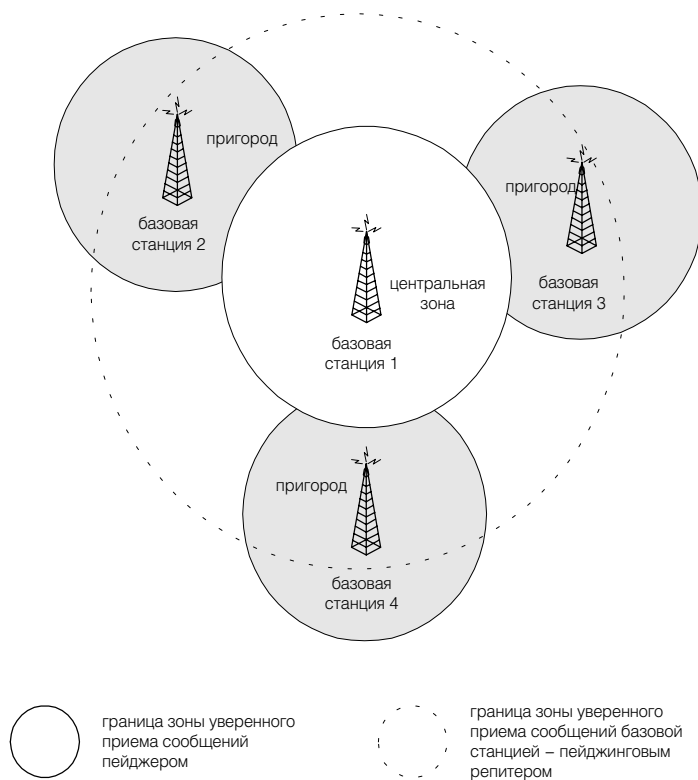 пригород
базовая
станция 2
пригород
базовая
станция 3
центральная
зона
базовая
станция 1
пригород
базовая
станция 4
граница зоны уверенного
приема сообщений
пейджером
граница зоны уверенного
приема сообщений базовой
станцией – пейджинговым
репитером